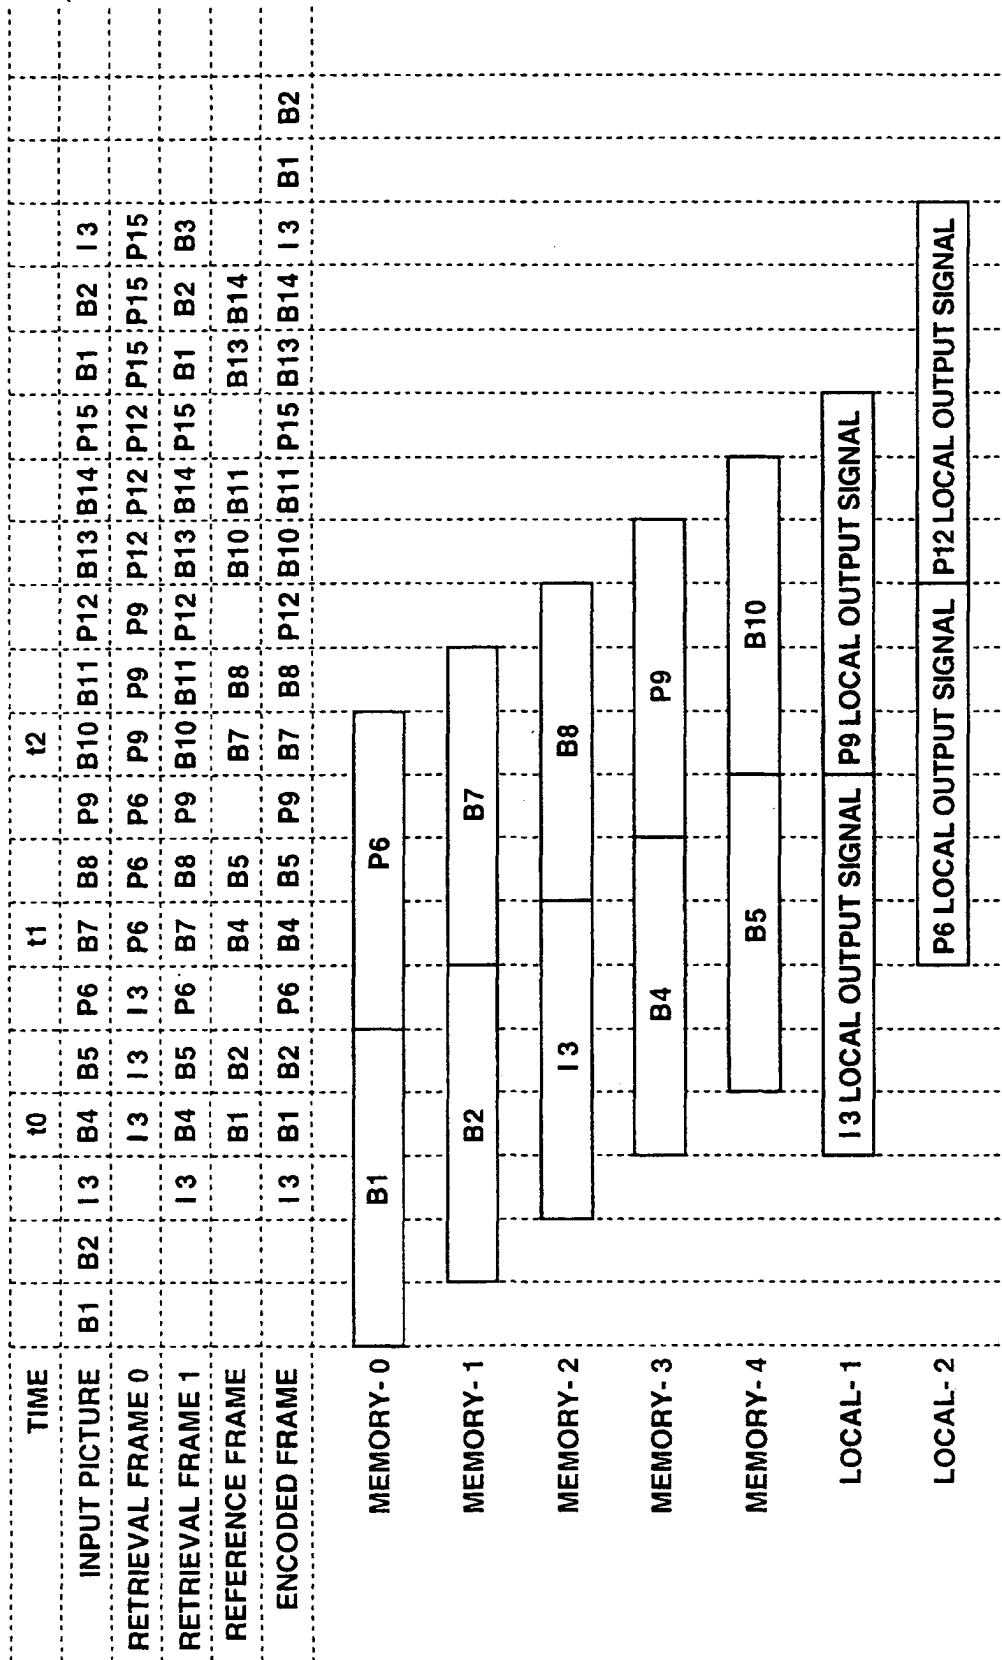 TIME t0 t1 t2
INPUT PICTURE B1 B2 I3 B4 B5 P6 B7 B8 P9 B10 B11 P12 B13 B14 P15 B1 B2 I3
RETRIEVAL FRAME 0 I3 I3 I3 P6 P6 P6 P9 P9 P9 P12 P12 P12 P15 P15 P15
RETRIEVAL FRAME 1 I3 B4 B5 P6 B7 B8 P9 B10 B11 P12 B13 B14 P15 B1 B2 B3
REFERENCE FRAME B1 B2 B4 B5 B7 B8 B10 B11 B13 B14
ENCODED FRAME I3 B1 B2 P6 B4 B5 P9 B7 B8 P12 B10 B11 P15 B13 B14 I3 B1 B2
MEMORY-0 B1 P6
MEMORY-1 B2 B7
MEMORY-2 I3 B8
MEMORY-3 B4 P9
MEMORY-4 B5 B10
LOCAL-1 I3 LOCAL OUTPUT SIGNAL P9 LOCAL OUTPUT SIGNAL
LOCAL-2 P6 LOCAL OUTPUT SIGNAL P12 LOCAL OUTPUT SIGNAL